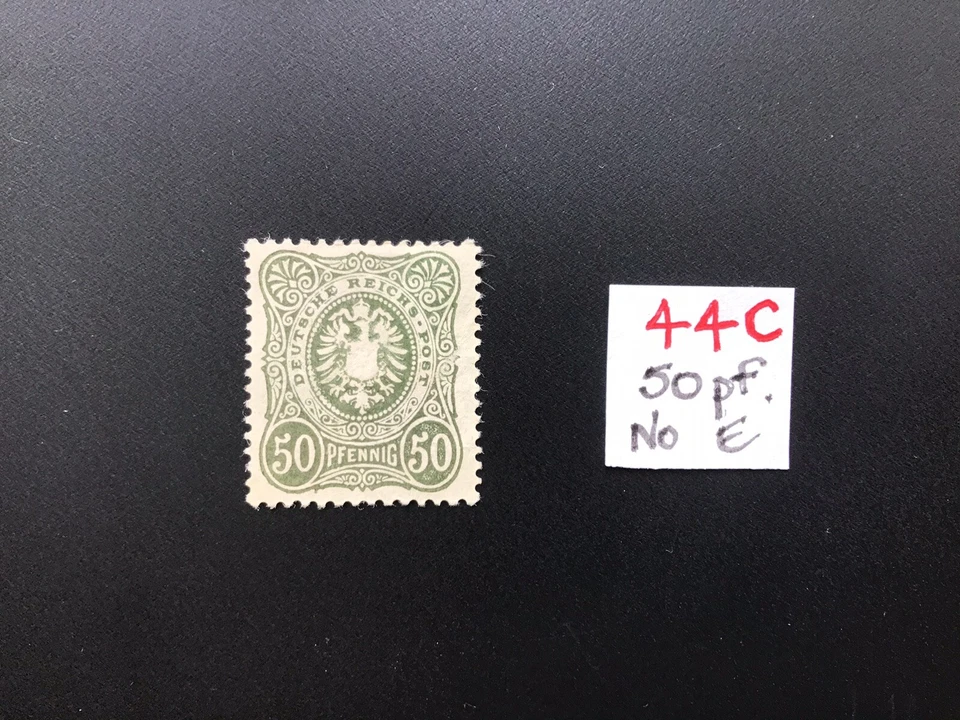 DEUTSCHE REICHS-POST
50 PFENNIG 50
44C
50 pf.
No E